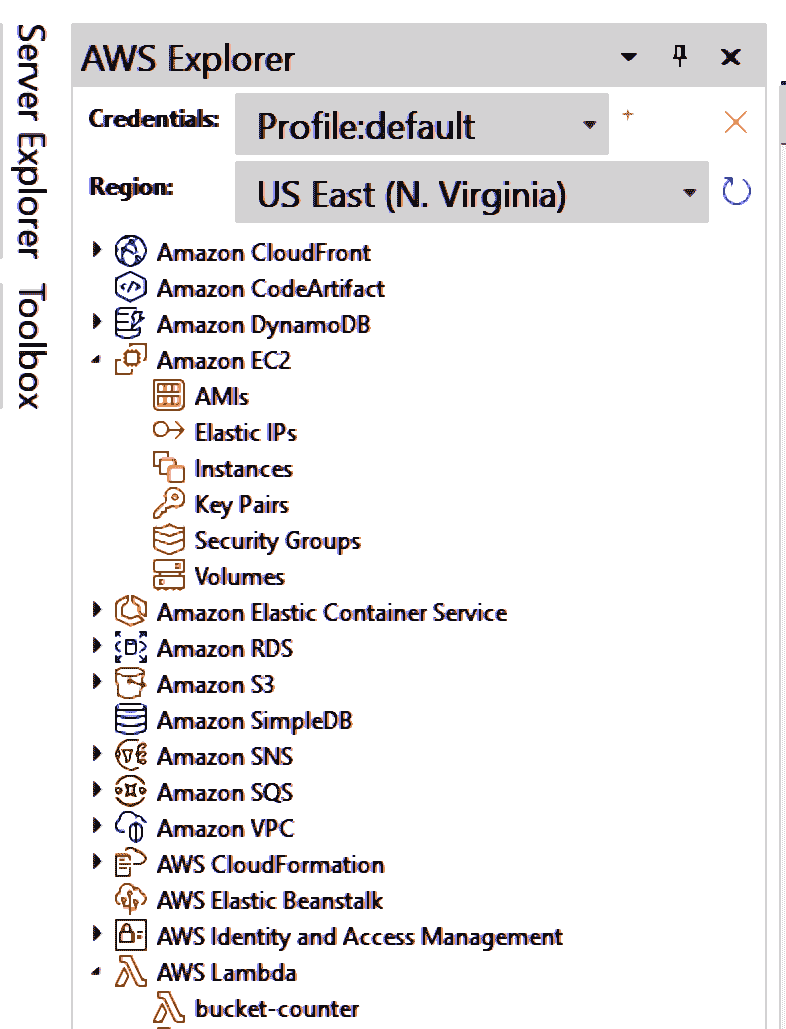 Server Explorer
Toolbox
AWS Explorer
Credentials:
Profile:default
Region:
US East (N. Virginia)
Amazon CloudFront
Amazon CodeArtifact
Amazon DynamoDB
Amazon EC2
AMIs
Elastic IPs
Instances
Key Pairs
Security Groups
Volumes
Amazon Elastic Container Service
Amazon RDS
Amazon S3
Amazon SimpleDB
Amazon SNS
Amazon SQS
Amazon VPC
AWS CloudFormation
AWS Elastic Beanstalk
AWS Identity and Access Management
AWS Lambda
bucket-counter